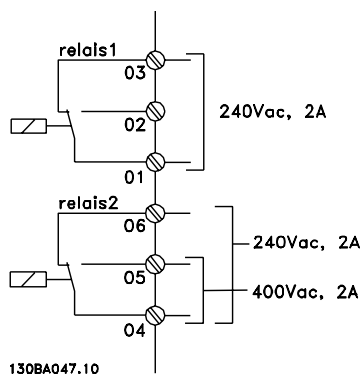 relais1
03
02
240Vac, 2A
01
relais2
06
240Vac, 2A
05
400Vac, 2A
04
130BA047.10